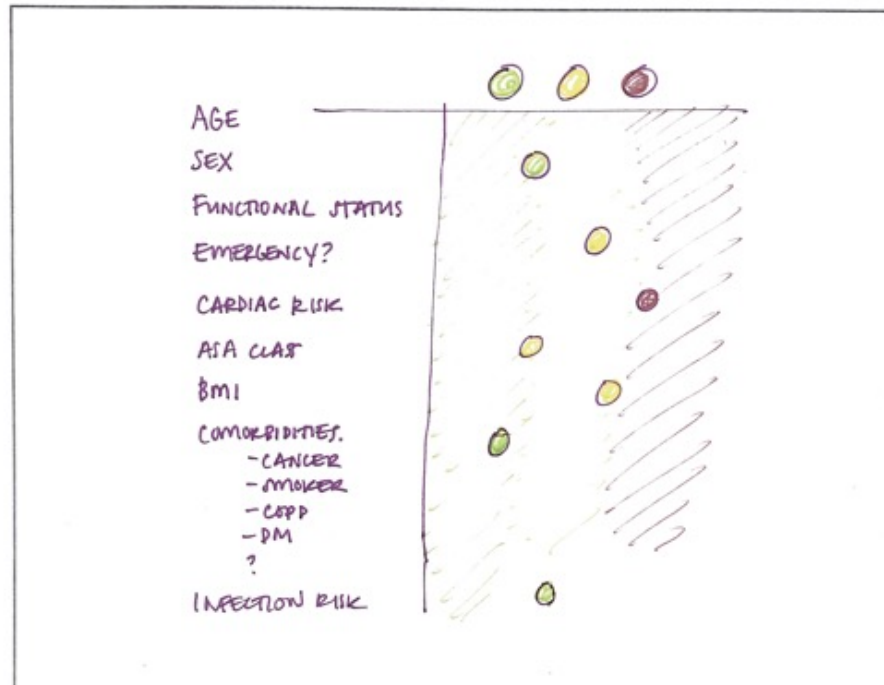 AGE
SEX
FUNCTIONAL STATUS
EMERGENCY?
CARDIAC RISK
ASA CLASS
BMI
COMORBIDITIES.
- CANCER
- SMOKER
- COPD
- DM
?
INFECTION RISK